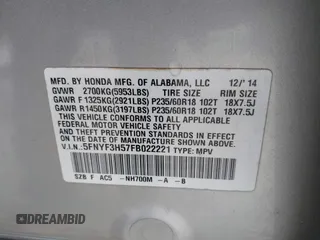 MFD. BY HONDA MFG. OF ALABAMA, LLC 12/'14
GVWR 2700KG(5953LBS) TIRE SIZE RIM SIZE
GAWR F 1325KG(2921LBS) P235/60R18 102T 18X7.5J
GAWR R 1450KG(3197LBS) P235/60R18 102T 18X7.5J
THIS VEHICLE CONFORMS TO ALL APPLICABLE
FEDERAL MOTOR VEHICLE SAFETY AND THEFT
PREVENTION STANDARDS IN EFFECT ON THE DATE OF
MANUFACTURE SHOWN ABOVE.
V.I.N.:5FNYF3H57FB022221 TYPE: MPV
SZB F AC5 -NH700M -A -B
DREAMBID.COM